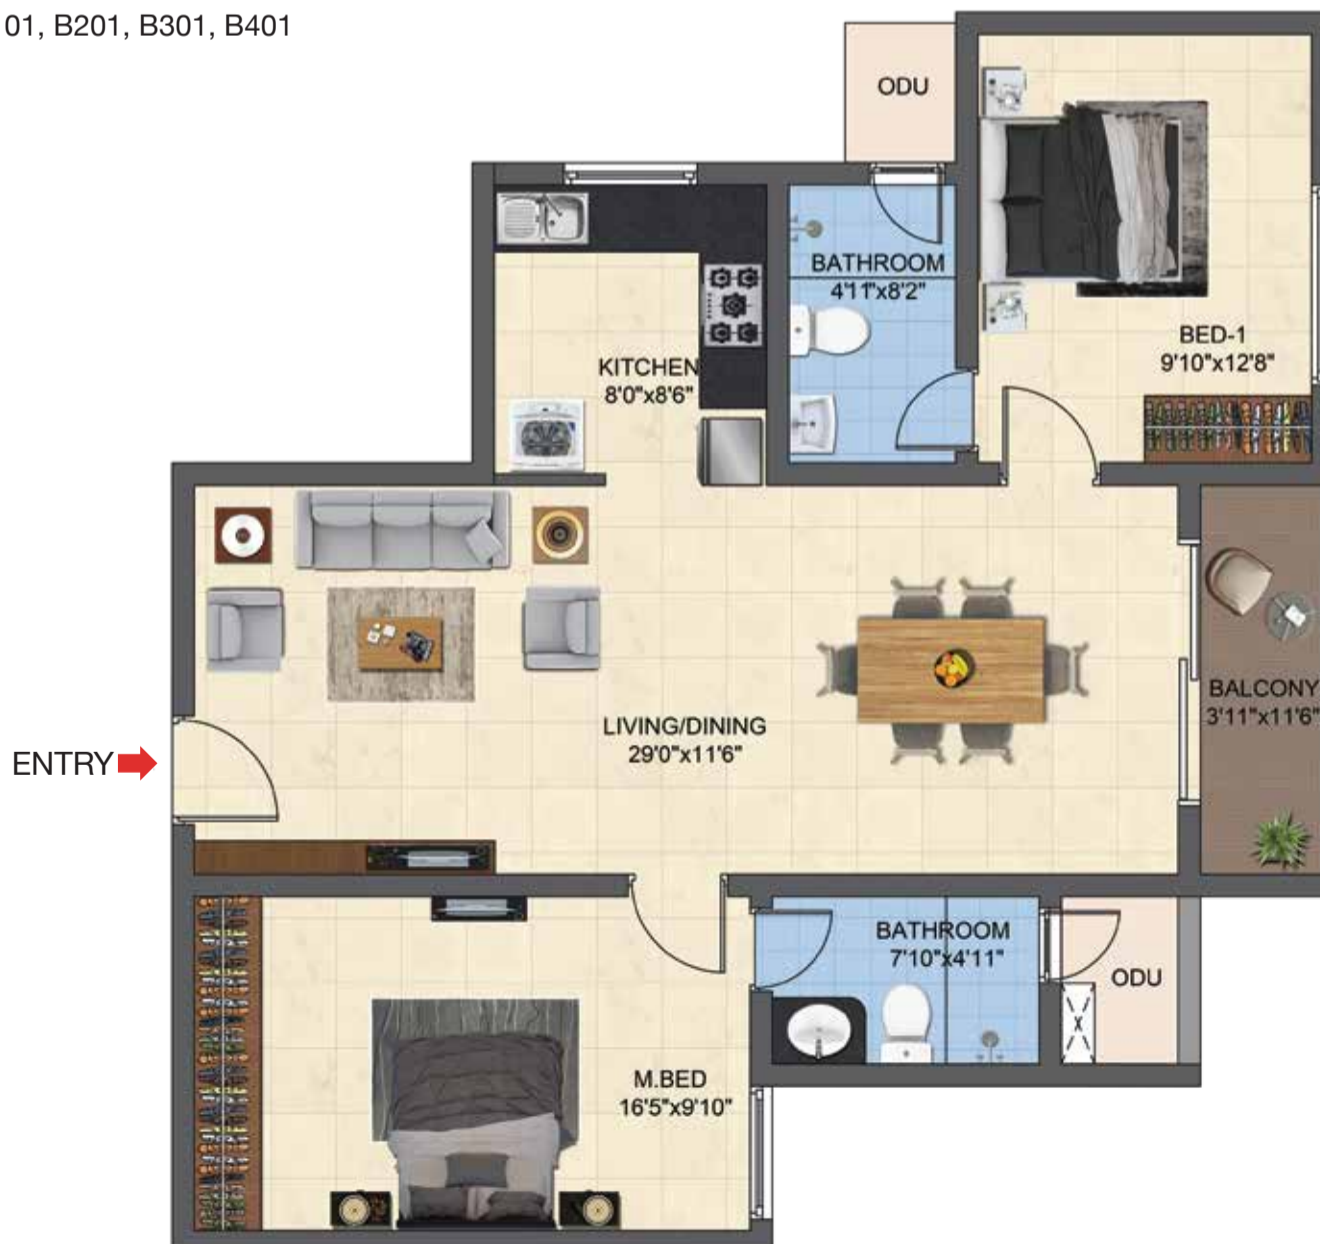 01, B201, B301, B401
ODU
BATHROOM
4'11"x8'2"
BED-1
9'10"x12'8"
KITCHEN
8'0"x8'6"
BALCONY
3'11"x11'6"
LIVING/DINING
29'0"x11'6"
ENTRY
BATHROOM
7'10"x4'11"
ODU
M.BED
16'5"x9'10"